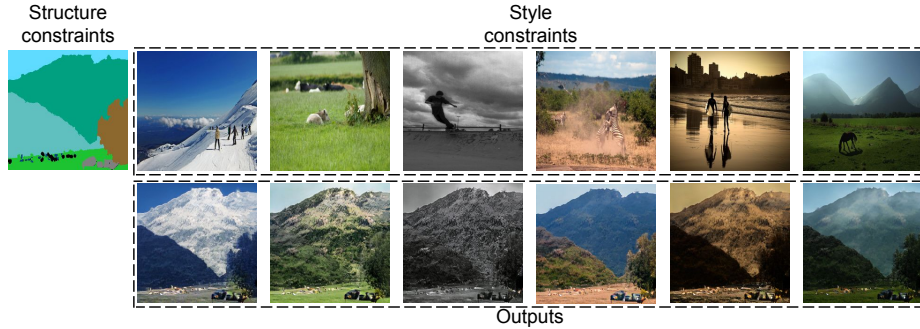 Structure
constraints
Style
constraints
Outputs